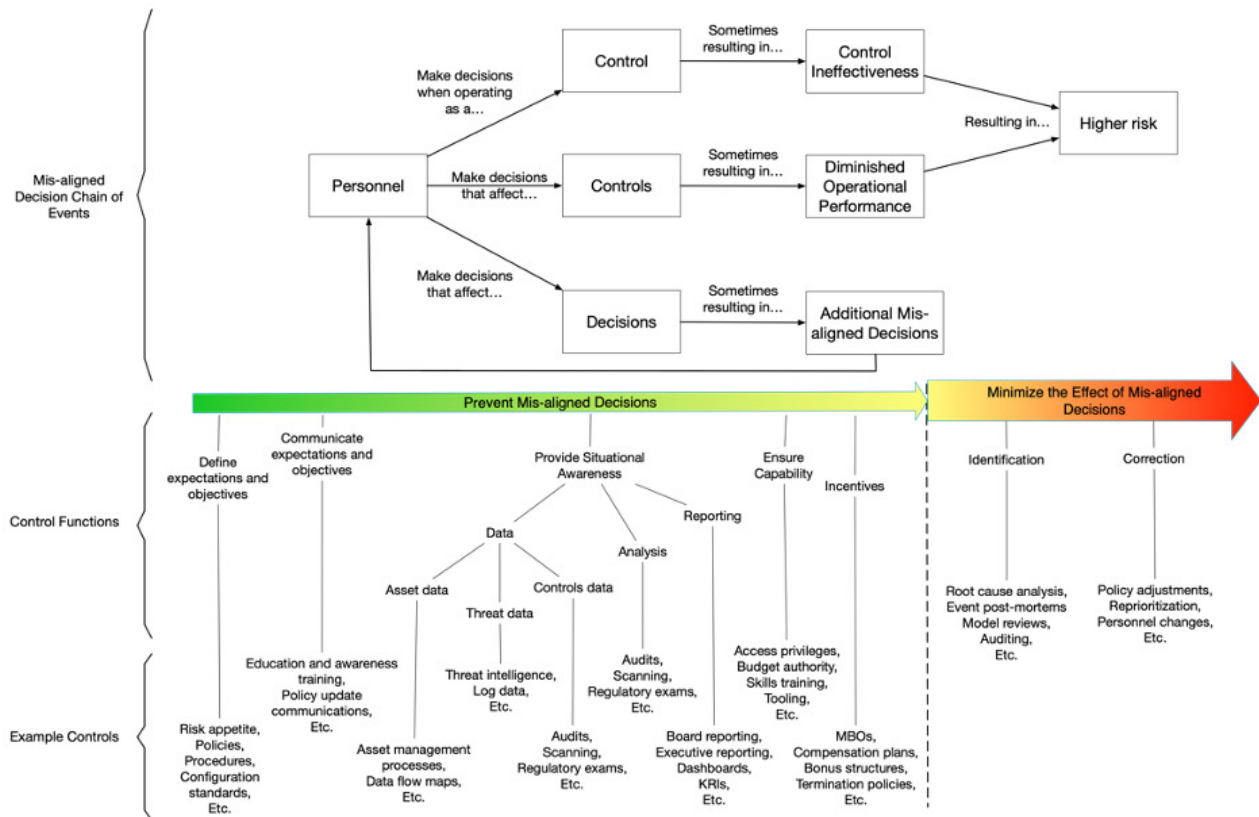 Mis-aligned
Decision Chain of
Events
Personnel
Make decisions
when operating
as a...
Control
Sometimes
resulting in...
Control
Ineffectiveness
Make decisions
that affect...
Controls
Sometimes
resulting in...
Diminished
Operational
Performance
Resulting in...
Higher risk
Make decisions
that affect...
Decisions
Sometimes
resulting in...
Additional Mis-
aligned Decisions
Prevent Mis-aligned Decisions
Minimize the Effect of Mis-aligned
Decisions
Control Functions
Define
expectations and
objectives
Communicate
expectations and
objectives
Provide Situational
Awareness
Data
Asset data
Threat data
Controls data
Analysis
Reporting
Ensure
Capability
Incentives
Identification
Correction
Example Controls
Risk appetite,
Policies,
Procedures,
Configuration
standards,
Etc.
Education and awareness
training,
Policy update
communications,
Etc.
Asset management
processes,
Data flow maps,
Etc.
Threat intelligence,
Log data,
Etc.
Audits,
Scanning,
Regulatory exams,
Etc.
Audits,
Scanning,
Regulatory exams,
Etc.
Board reporting,
Executive reporting,
Dashboards,
KRIs,
Etc.
Access privileges,
Budget authority,
Skills training,
Tooling,
Etc.
MBOs,
Compensation plans,
Bonus structures,
Termination policies,
Etc.
Root cause analysis,
Event post-mortems
Model reviews,
Auditing,
Etc.
Policy adjustments,
Reprioritization,
Personnel changes,
Etc.